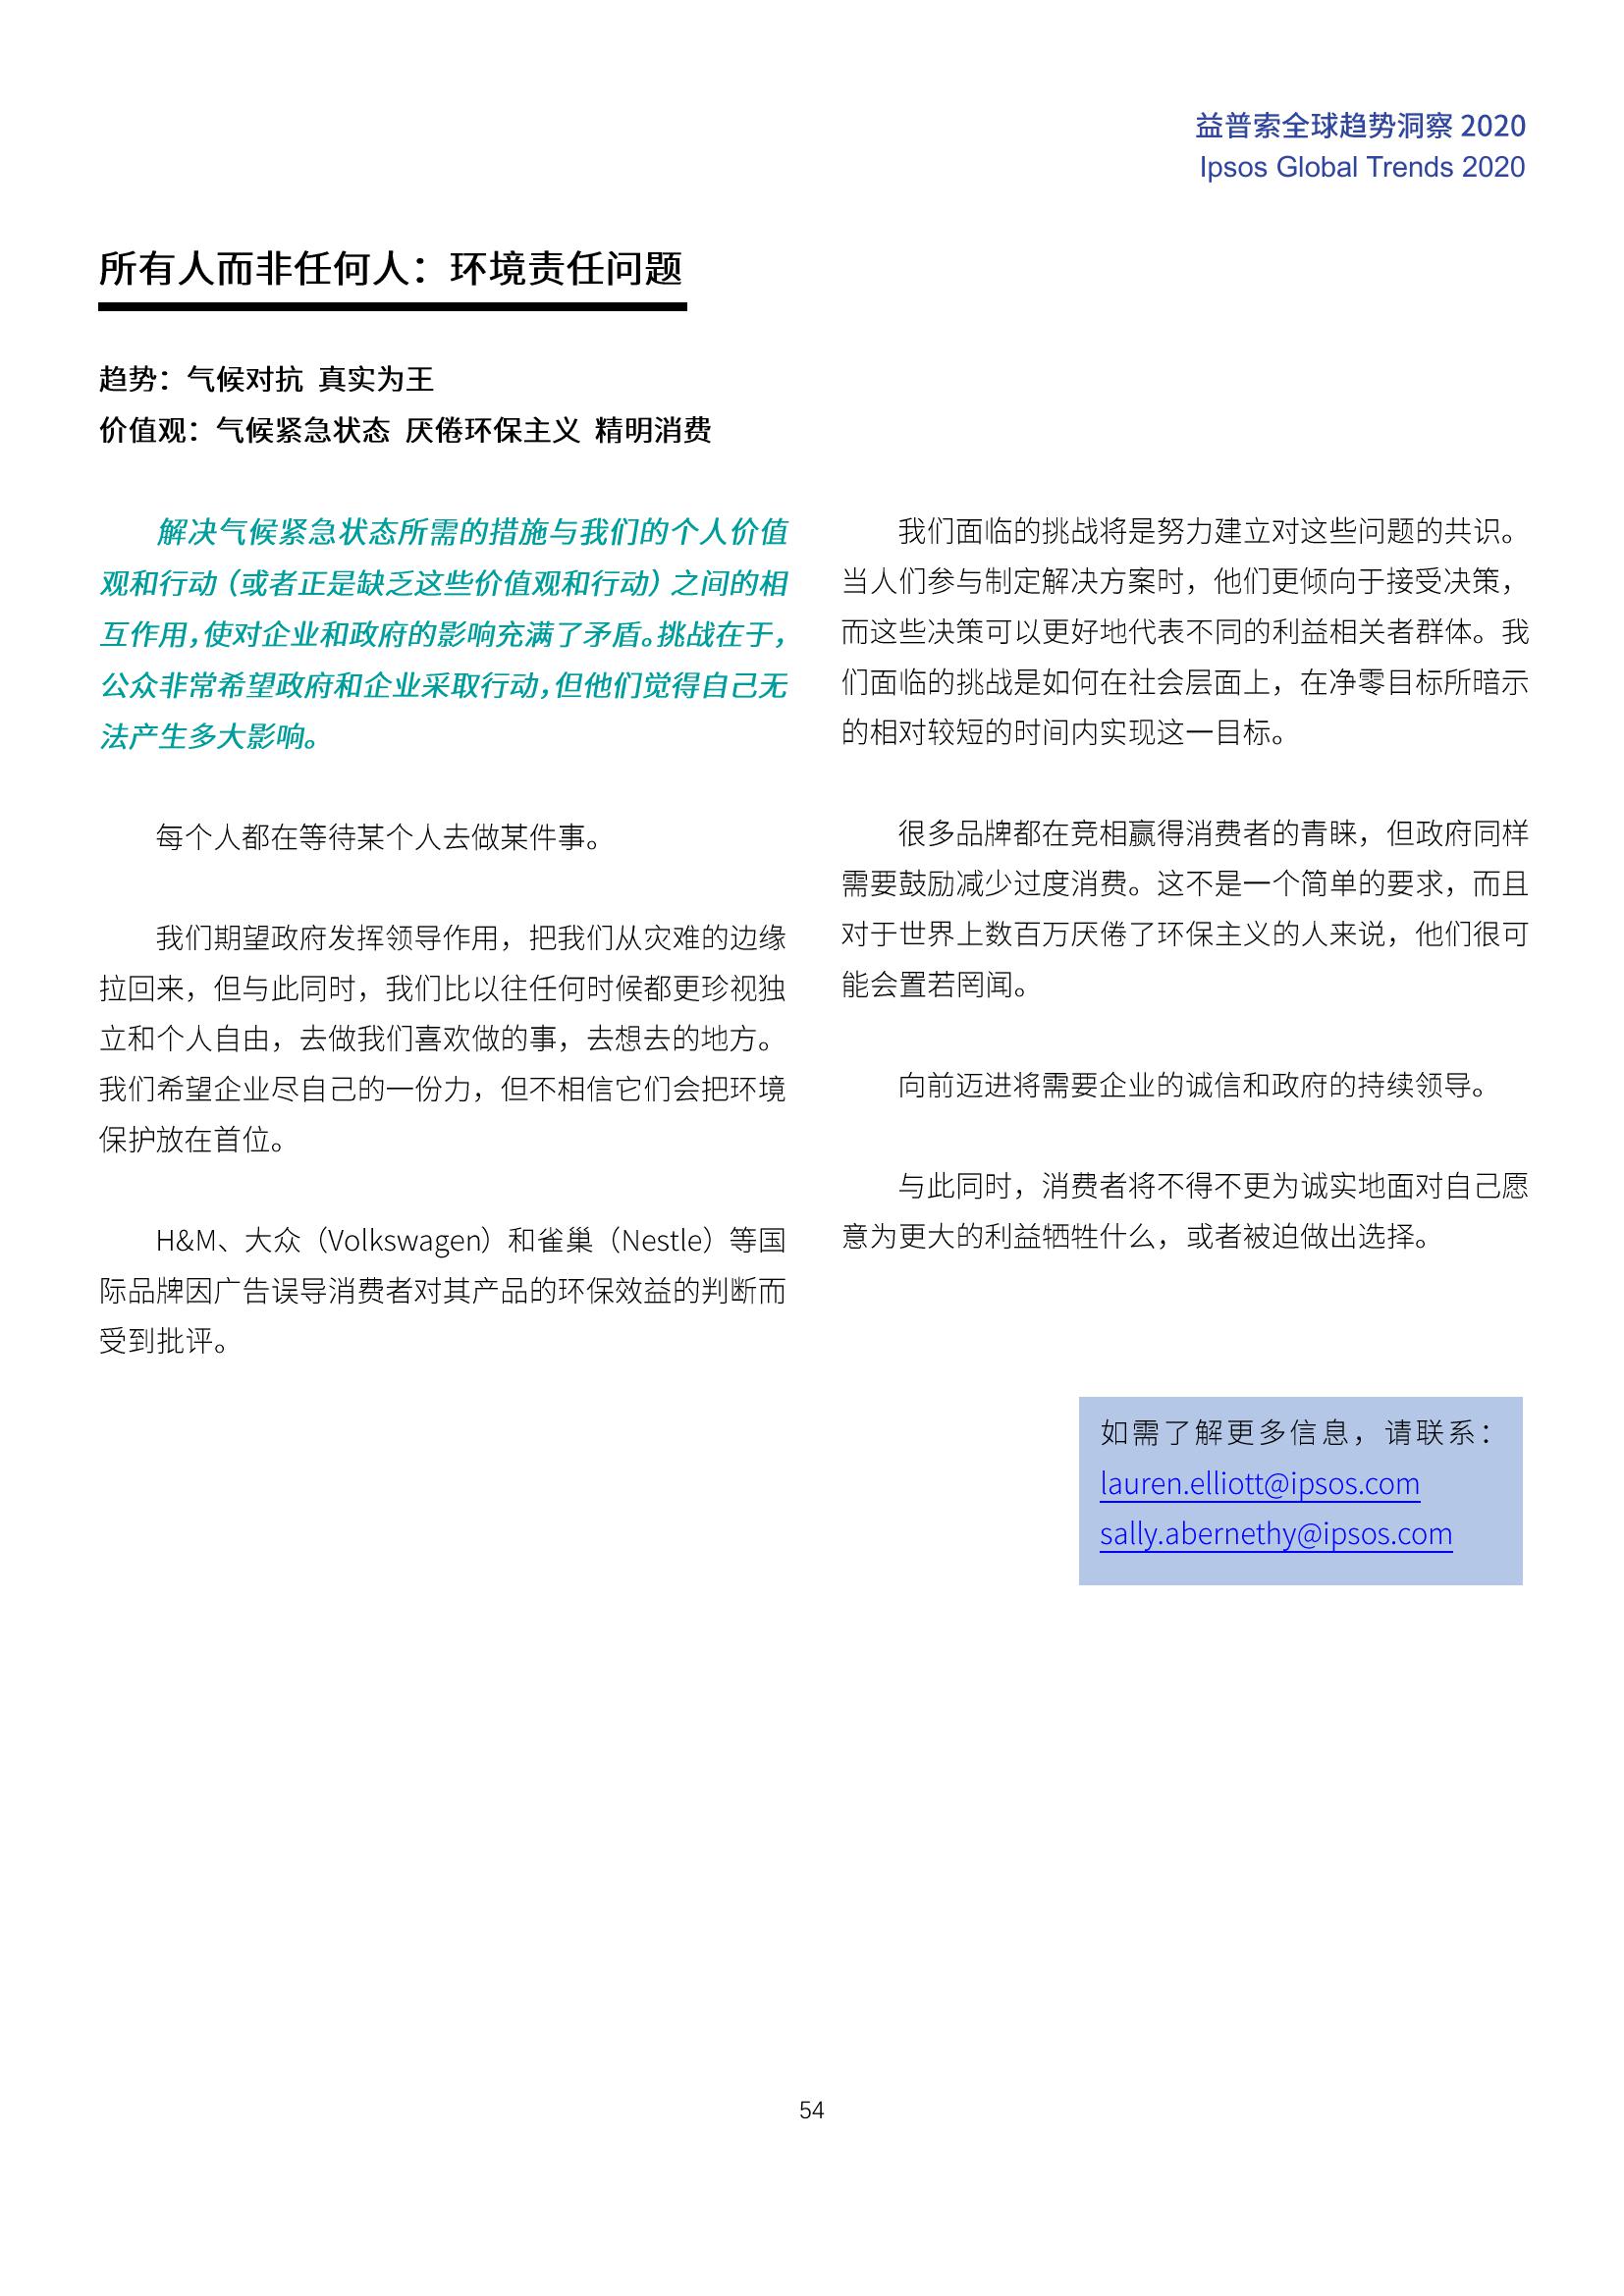 益普索全球趋势洞察 2020
Ipsos Global Trends 2020
所有人而非任何人：环境责任问题
趋势：气候对抗 真实为王
价值观：气候紧急状态 厌倦环保主义 精明消费
解决气候紧急状态所需的措施与我们的个人价值
观和行动（或者正是缺乏这些价值观和行动）之间的相
互作用，使对企业和政府的影响充满了矛盾。挑战在于，
公众非常希望政府和企业采取行动，但他们觉得自己无
法产生多大影响。
每个人都在等待某个人去做某件事。
我们期望政府发挥领导作用，把我们从灾难的边缘
拉回来，但与此同时，我们比以往任何时候都更珍视独
立和个人自由，去做我们喜欢做的事，去想去的地方。
我们希望企业尽自己的一份力，但不相信它们会把环境
保护放在首位。
H&M、大众（Volkswagen）和雀巢（Nestle）等国
际品牌因广告误导消费者对其产品的环保效益的判断而
受到批评。
我们面临的挑战将是努力建立对这些问题的共识。
当人们参与制定解决方案时，他们更倾向于接受决策，
而这些决策可以更好地代表不同的利益相关者群体。我
们面临的挑战是如何在社会层面上，在净零目标所暗示
的相对较短的时间内实现这一目标。
很多品牌都在竞相赢得消费者的青睐，但政府同样
需要鼓励减少过度消费。这不是一个简单的要求，而且
对于世界上数百万厌倦了环保主义的人来说，他们很可
能会置若罔闻。
向前迈进将需要企业的诚信和政府的持续领导。
与此同时，消费者将不得不更为诚实地面对自己愿
意为更大的利益牺牲什么，或者被迫做出选择。
如需了解更多信息，请联系：
lauren.elliott@ipsos.com
sally.abernethy@ipsos.com
54